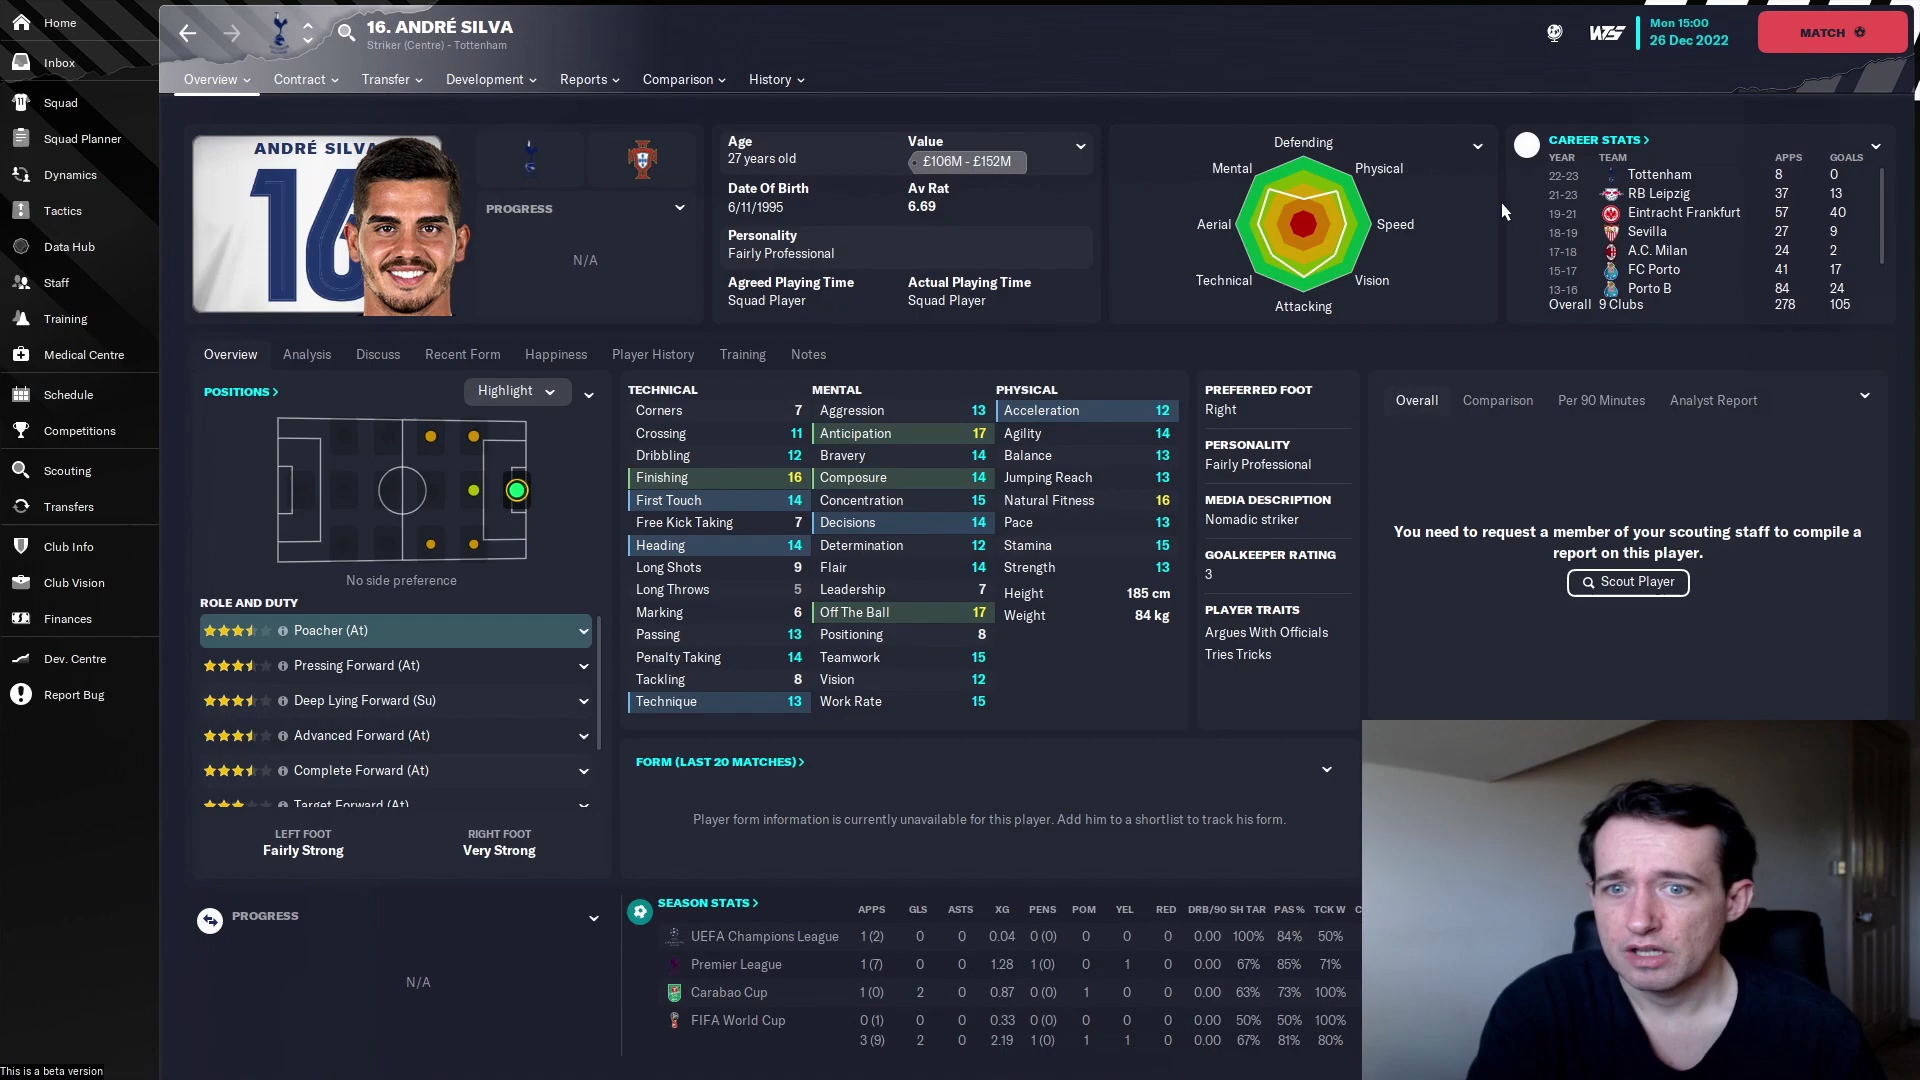 Home
Inbox
Squad
Squad Planner
Dynamics
Tactics
Data Hub
Staff
Training
Medical Centre
Schedule
Competitions
Scouting
Transfers
Club Info
Club Vision
Finances
Dev. Centre
Report Bug
This is a beta version
16. ANDRÉ SILVA
Striker (Centre) - Tottenham
Mon 15:00
26 Dec 2022
MATCH
Overview Contract Transfer Development Reports Comparison History
ANDRÉ SILVA
16
PROGRESS
N/A
Age
27 years old
Value
£106M - £152M
Date Of Birth
6/11/1995
Av Rat
6.69
Personality
Fairly Professional
Agreed Playing Time
Squad Player
Actual Playing Time
Squad Player
Defending
Mental Physical
Aerial Speed
Technical Vision
Attacking
CAREER STATS >
YEAR TEAM APPS GOALS
22-23 Tottenham 8 0
21-23 RB Leipzig 37 13
19-21 Eintracht Frankfurt 57 40
18-19 Sevilla 27 9
17-18 A.C. Milan 24 2
15-17 FC Porto 41 17
13-16 Porto B 84 24
Overall 9 Clubs 278 105
Overview Analysis Discuss Recent Form Happiness Player History Training Notes
POSITIONS >
Highlight
No side preference
ROLE AND DUTY
Poacher (At)
Pressing Forward (At)
Deep Lying Forward (Su)
Advanced Forward (At)
Complete Forward (At)
Target Forward (At)
LEFT FOOT
Fairly Strong
RIGHT FOOT
Very Strong
TECHNICAL
Corners 7
Crossing 11
Dribbling 12
Finishing 16
First Touch 14
Free Kick Taking 7
Heading 14
Long Shots 9
Long Throws 5
Marking 6
Passing 13
Penalty Taking 14
Tackling 8
Technique 13
MENTAL
Aggression 13
Anticipation 17
Bravery 14
Composure 14
Concentration 15
Decisions 14
Determination 12
Flair 14
Leadership 7
Off The Ball 17
Positioning 8
Teamwork 15
Vision 12
Work Rate 15
PHYSICAL
Acceleration 12
Agility 14
Balance 13
Jumping Reach 13
Natural Fitness 16
Pace 13
Stamina 15
Strength 13
Height 185 cm
Weight 84 kg
PREFERRED FOOT
Right
PERSONALITY
Fairly Professional
MEDIA DESCRIPTION
Nomadic striker
GOALKEEPER RATING
3
PLAYER TRAITS
Argues With Officials
Tries Tricks
Overall Comparison Per 90 Minutes Analyst Report
You need to request a member of your scouting staff to compile a
report on this player.
Scout Player
FORM (LAST 20 MATCHES) >
Player form information is currently unavailable for this player. Add him to a shortlist to track his form.
PROGRESS
N/A
SEASON STATS > APPS GLS ASTS XG PENS POM YEL RED DRB/90 SH TAR PAS % TCK W C
UEFA Champions League 1 (2) 0 0 0.04 0 (0) 0 0 0 0.00 100% 84% 50%
Premier League 1 (7) 0 0 1.28 1 (0) 0 1 0 0.00 67% 85% 71%
Carabao Cup 1 (0) 2 0 0.87 0 (0) 1 0 0 0.00 63% 73% 100%
FIFA World Cup 0 (1) 0 0 0.33 0 (0) 0 0 0 0.00 50% 50% 100%
3 (9) 2 0 2.19 1 (0) 1 1 0 0.00 67% 81% 80%